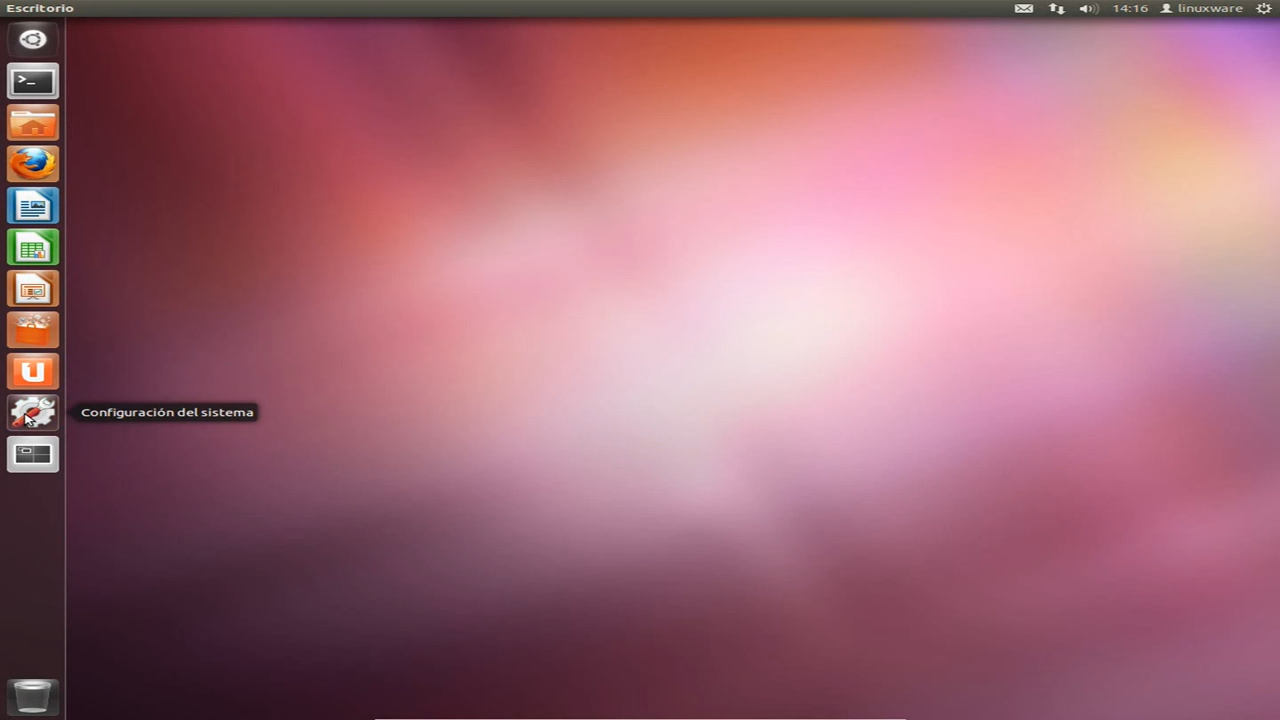 Escritorio
14:16
linuxware
>_
U
Configuración del sistema